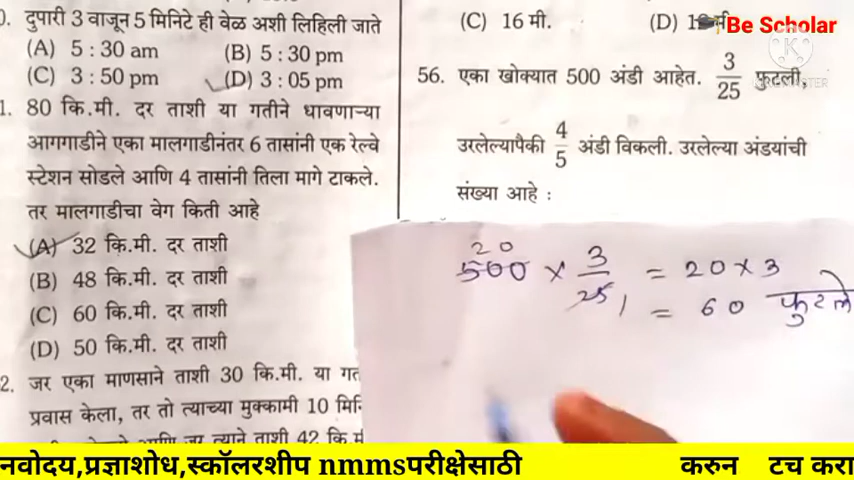 दुपारी 3 वाजून 5 मिनिटे ही वेळ अशी लिहिली जाते
(A) 5 : 30 am (B) 5 : 30 pm
(C) 3 : 50 pm (D) 3 : 05 pm
1. 80 कि.मी. दर ताशी या गतीने धावणाऱ्या
आगगाडीने एका मालगाडीनंतर 6 तासांनी एक रेल्वे
स्टेशन सोडले आणि 4 तासांनी तिला मागे टाकले.
तर मालगाडीचा वेग किती आहे
(A) 32 कि.मी. दर ताशी
(B) 48 कि.मी. दर ताशी
(C) 60 कि.मी. दर ताशी
(D) 50 कि.मी. दर ताशी
2. जर एका माणसाने ताशी 30 कि.मी. या
प्रवास केला, तर तो त्याच्या मुक्कामी 10
ताशी 42 कि.
(C) 16 मी. (D)
Be Scholar
56. एका खोक्यात 500 अंडी आहेत. 3/25 फुटली,
उरलेल्यापैकी 4/5 अंडी विकली. उरलेल्या अंडयांची
संख्या आहे :
20
500 × 3/25 1 = 20 × 3
= 60 फुटले
नवोदय,प्रज्ञाशोध,स्कॉलरशीप nmmsपरीक्षेसाठी करुन टच करा